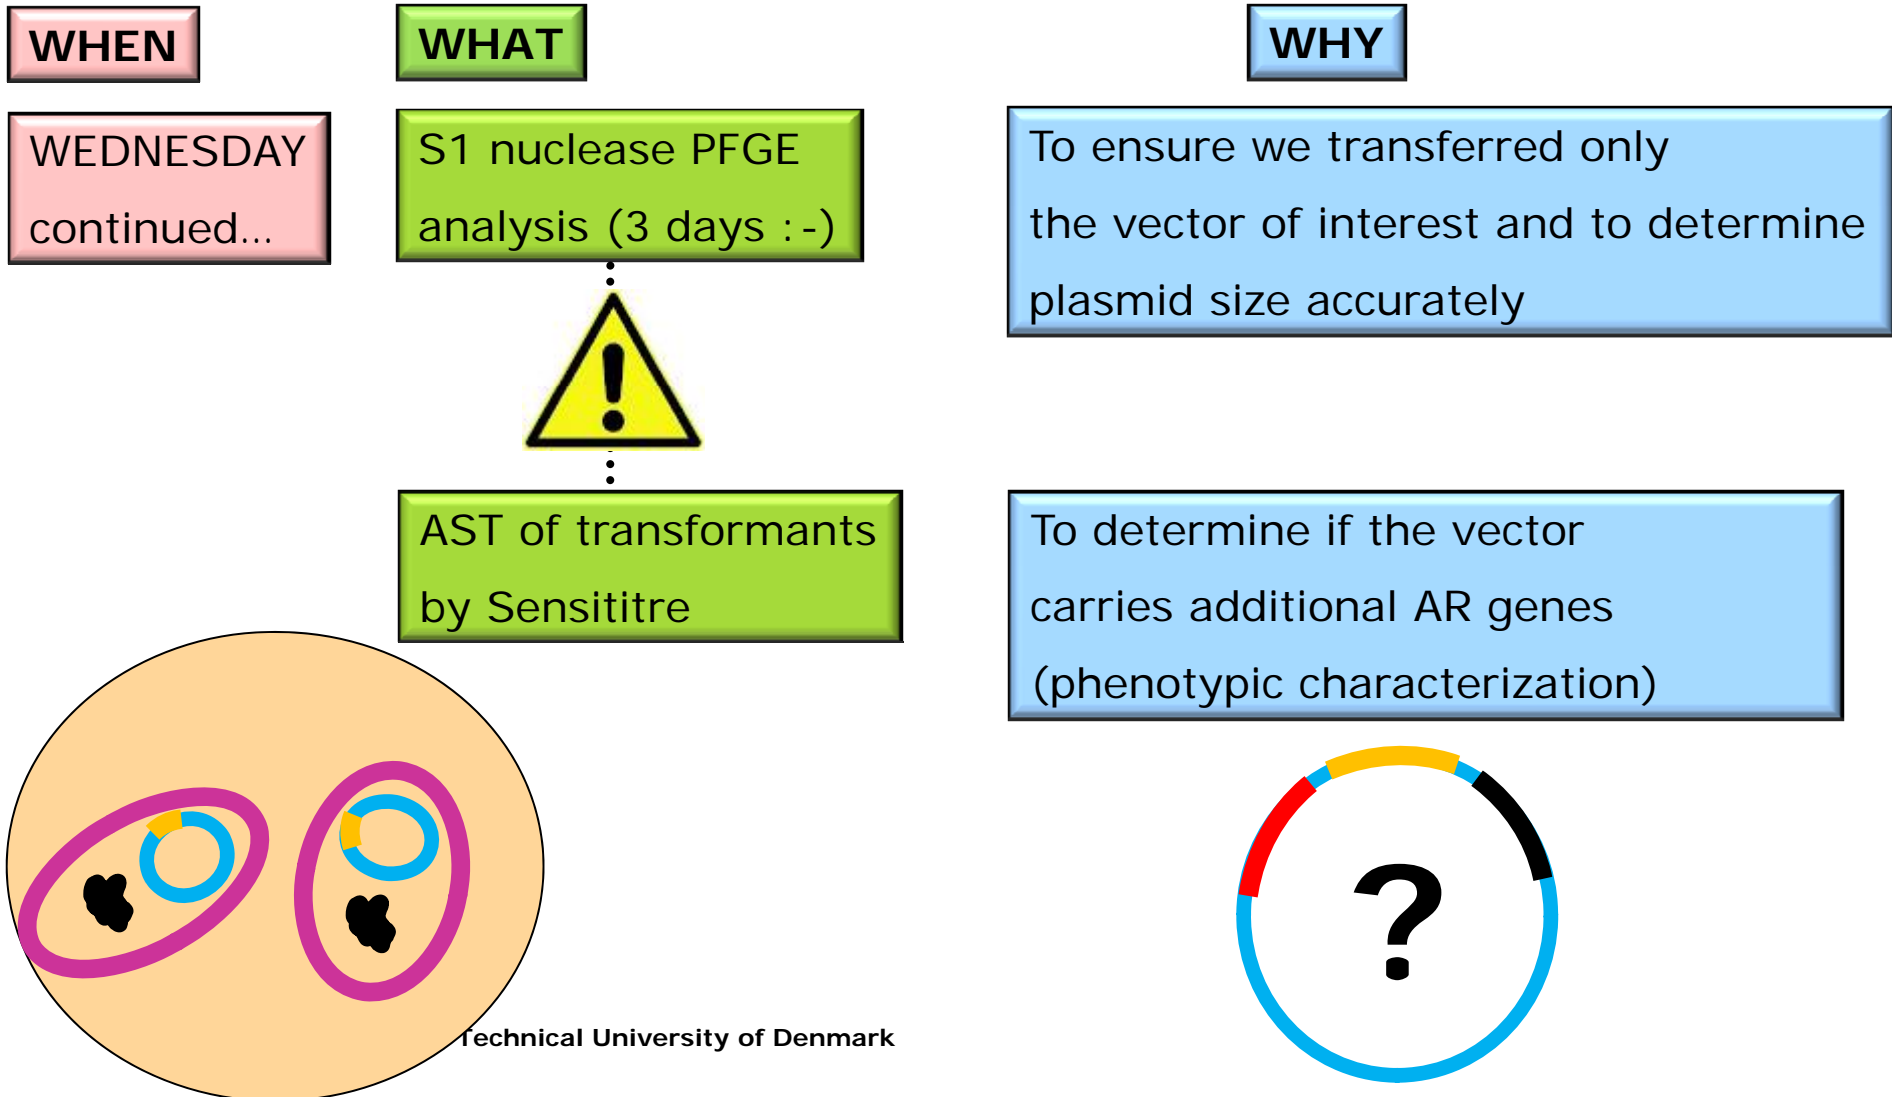 WHEN
WHAT
WHY
WEDNESDAY
continued...
S1 nuclease PFGE
analysis (3 days :-)
To ensure we transferred only
the vector of interest and to determine
plasmid size accurately
!
AST of transformants
by Sensititre
To determine if the vector
carries additional AR genes
(phenotypic characterization)
?
Technical University of Denmark